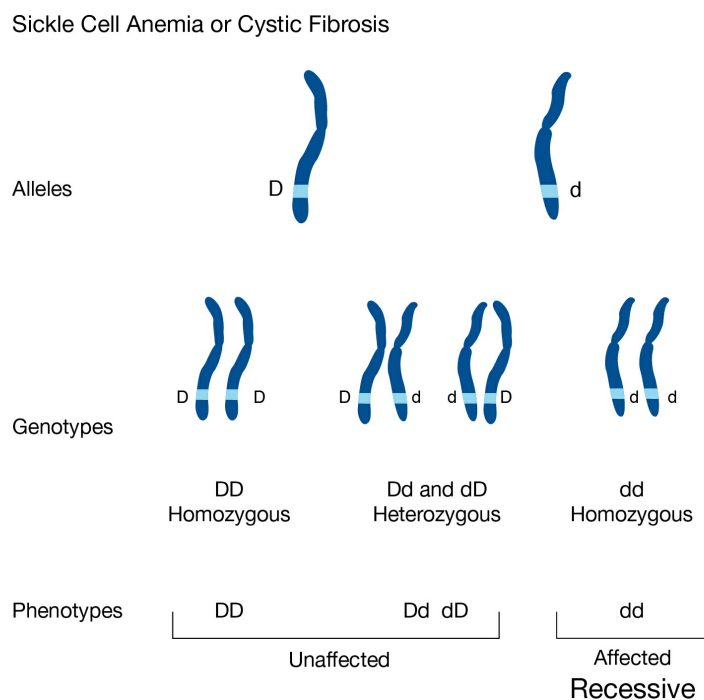 Sickle Cell Anemia or Cystic Fibrosis
Alleles
D
d
D
D
D
d
d
D
d
d
Genotypes
DD
Homozygous
Dd and dD
Heterozygous
dd
Homozygous
Phenotypes
DD
Dd dD
dd
Unaffected
Affected
Recessive